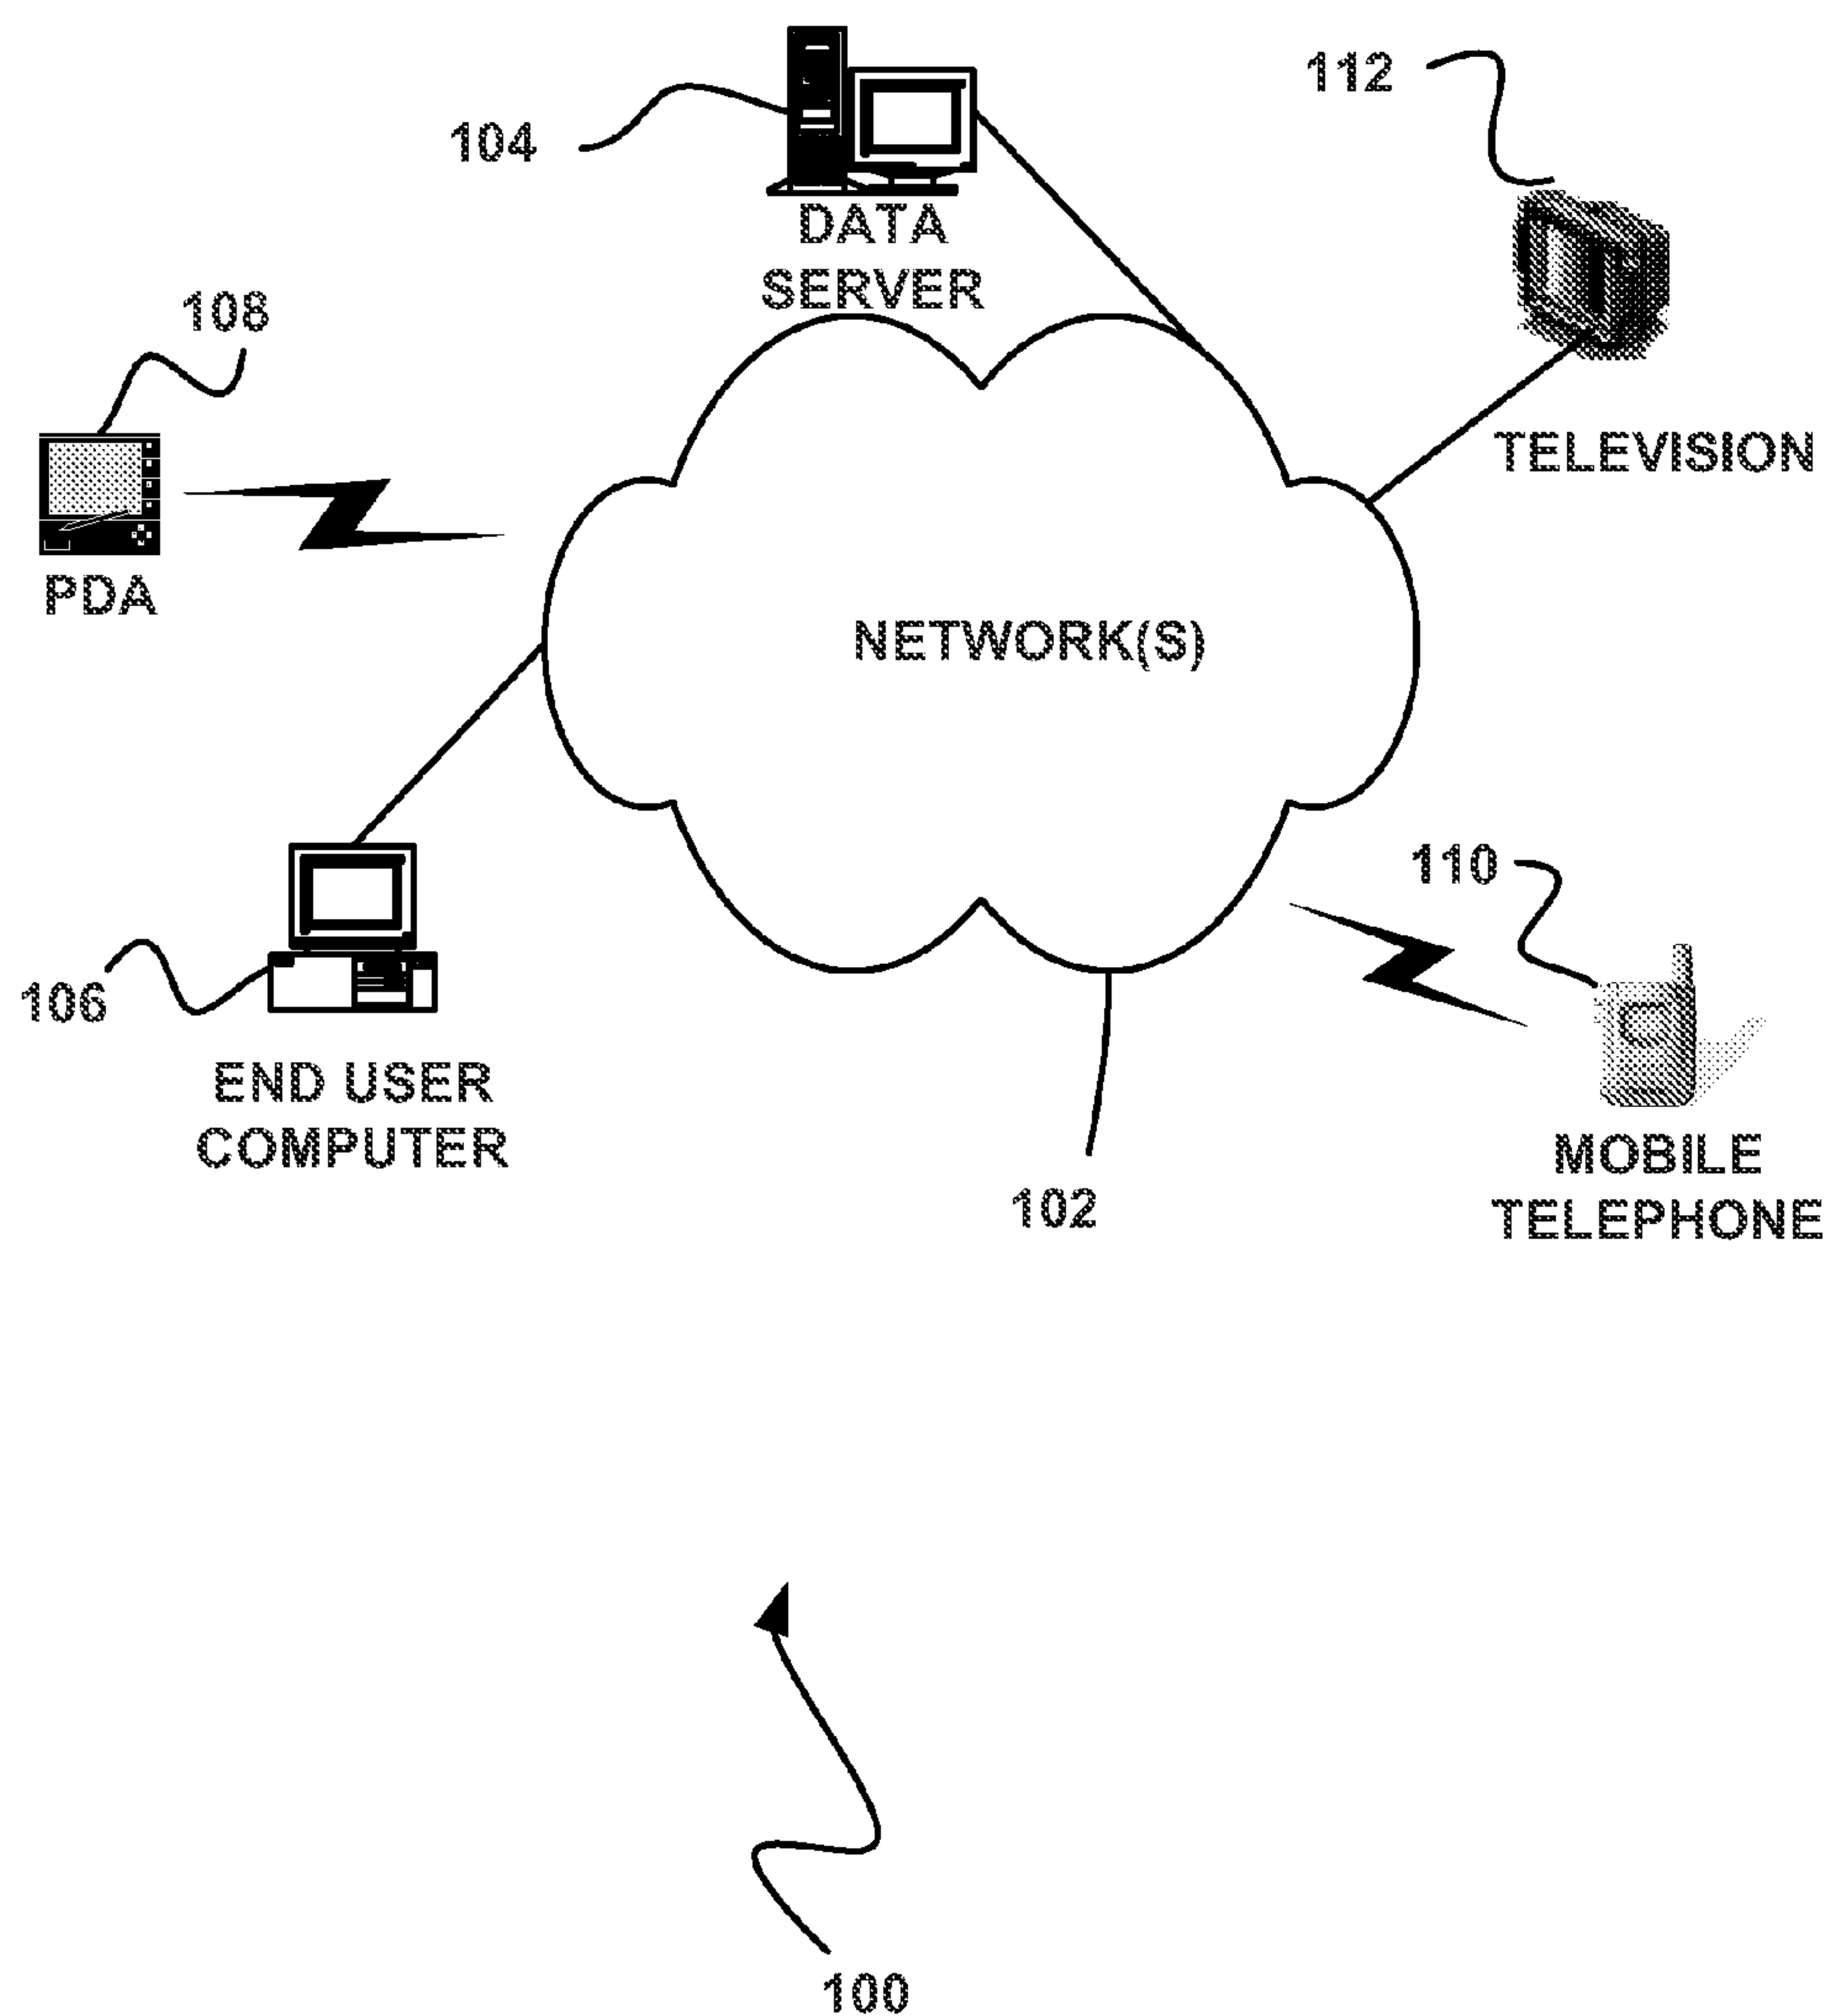 112
104
DATA
SERVER
108
TELEVISION
PDA
NETWORK(S)
110
106
END USER
COMPUTER
MOBILE
TELEPHONE
102
100